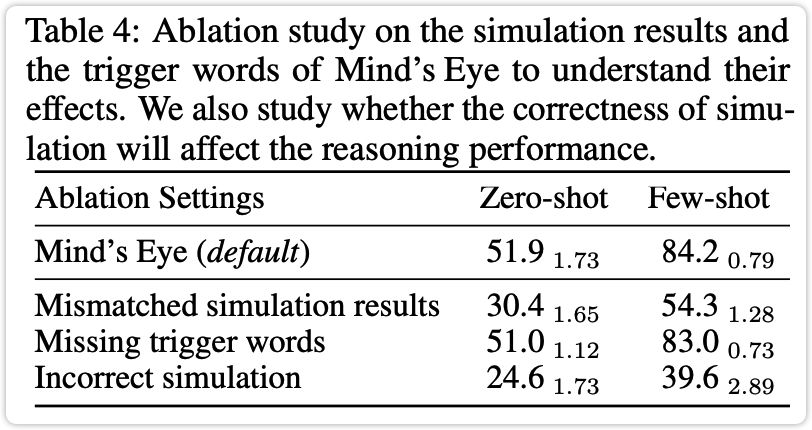 Table 4: Ablation study on the simulation results and
the trigger words of Mind's Eye to understand their
effects. We also study whether the correctness of simu-
lation will affect the reasoning performance.
Ablation Settings Zero-shot Few-shot
Mind's Eye (default) 51.9 1.73 84.2 0.79
Mismatched simulation results 30.4 1.65 54.3 1.28
Missing trigger words 51.0 1.12 83.0 0.73
Incorrect simulation 24.6 1.73 39.6 2.89